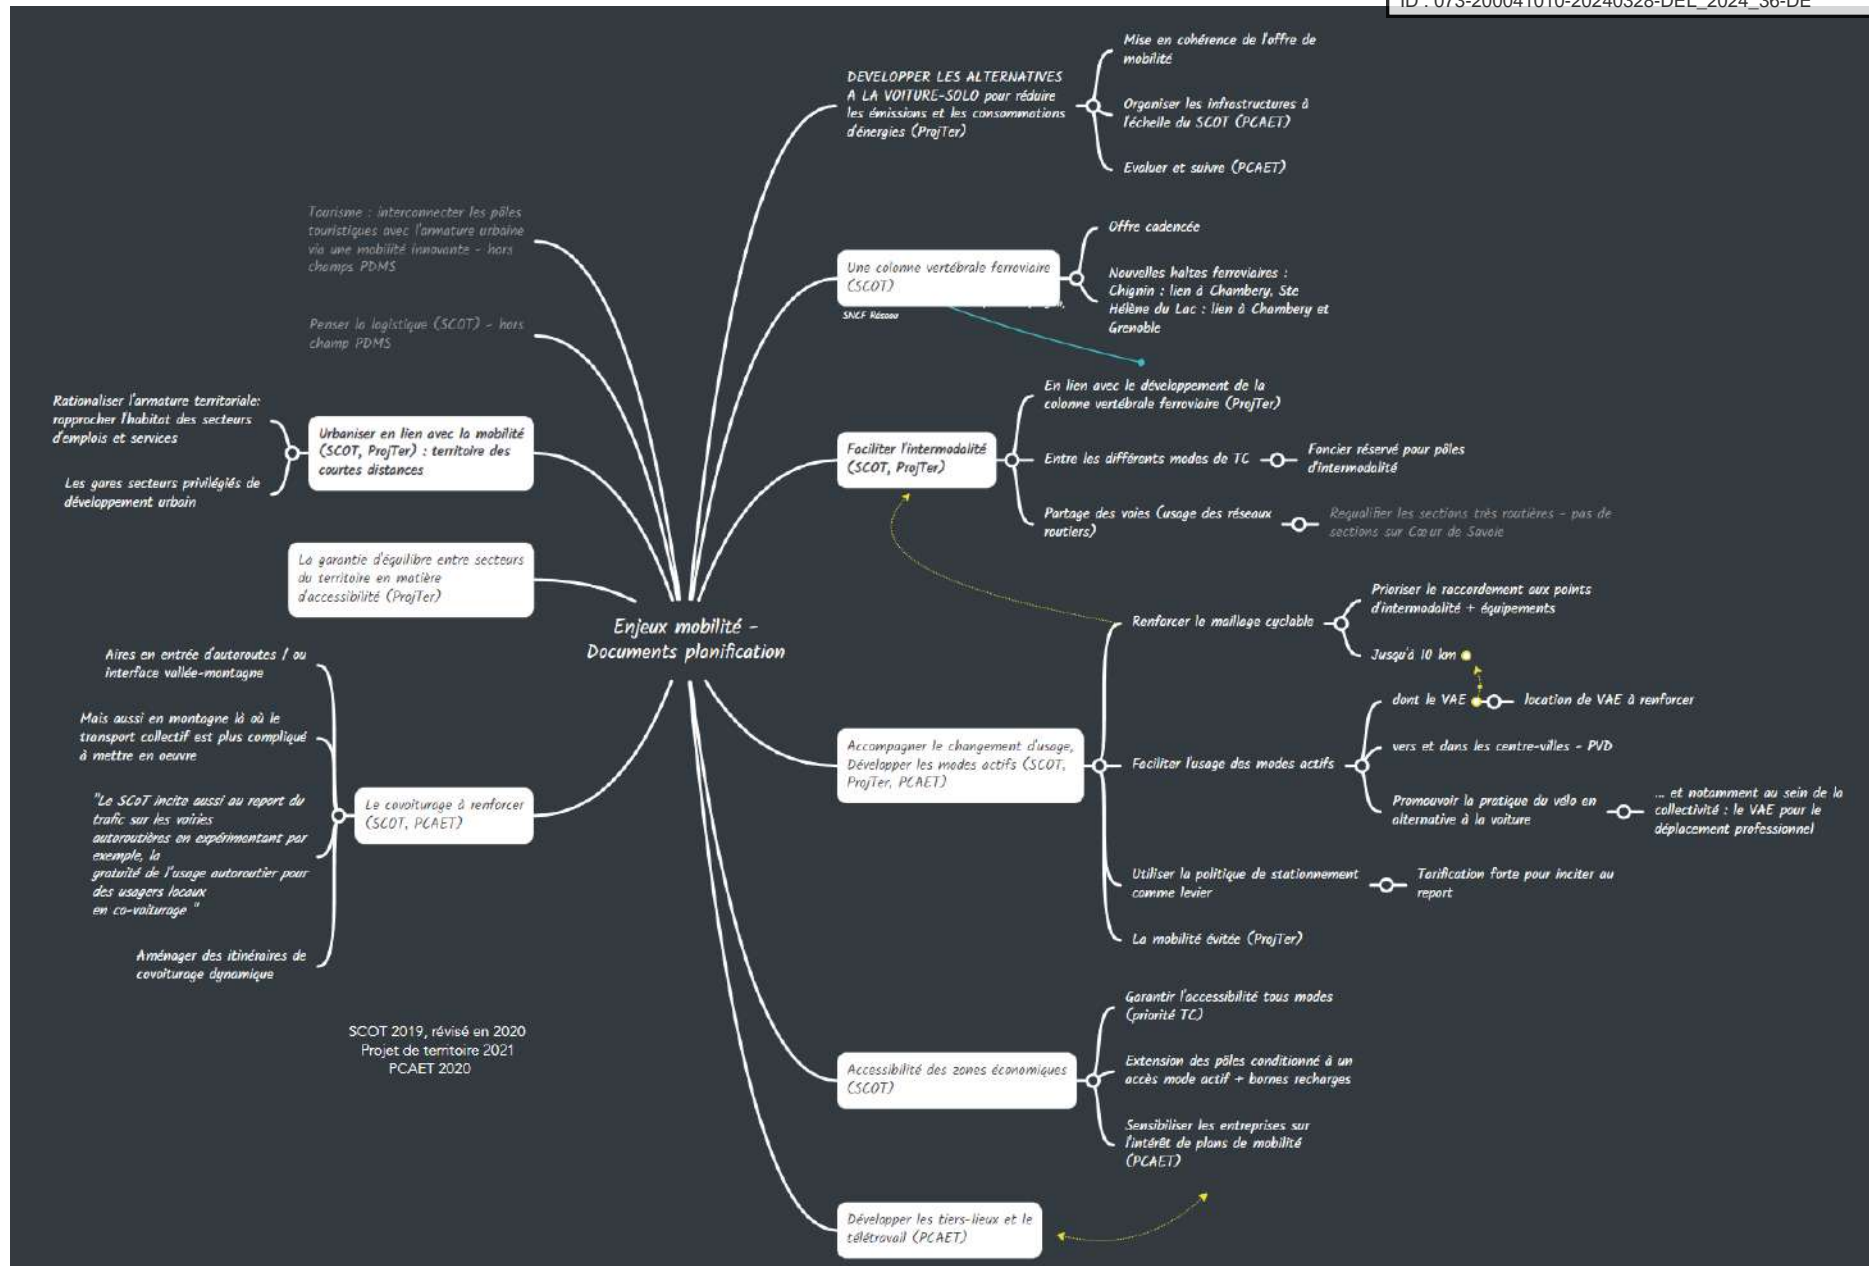 ID : 073-200041010-20240328-DEL_2024_36-DE
DEVELOPPER LES ALTERNATIVES
A LA VOITURE-SOLO pour réduire
les émissions et les consommations
d'énergies (ProjTer)
Mise en cohérence de l'offre de
mobilité
Organiser les infrastructures à
l'échelle du SCOT (PCAET)
Evaluer et suivre (PCAET)
Une colonne vertébrale ferroviaire
(SCOT)
SNCF Réseau
Offre cadencée
Nouvelles haltes ferroviaires :
Chignin : lien à Chambery, Ste
Hélène du Lac : lien à Chambery et
Grenoble
Faciliter l'intermodalité
(SCOT, ProjTer)
En lien avec le développement de la
colonne vertébrale ferroviaire (ProjTer)
Entre les différents modes de TC
Foncier réservé pour pôles
d'intermodalité
Partage des voies (usage des réseaux
routiers)
Requalifier les sections très routières - pas de
sections sur Cœur de Savoie
Accompagner le changement d'usage,
Développer les modes actifs (SCOT,
ProjTer, PCAET)
Renforcer le maillage cyclable
Prioriser le raccordement aux points
d'intermodalité + équipements
Jusqu'à 10 km
Faciliter l'usage des modes actifs
dont le VAE
location de VAE à renforcer
vers et dans les centre-villes - PVD
Promouvoir la pratique du vélo en
alternative à la voiture
... et notamment au sein de la
collectivité : le VAE pour le
déplacement professionnel
Utiliser la politique de stationnement
comme levier
Tarification forte pour inciter au
report
La mobilité évitée (ProjTer)
Accessibilité des zones économiques
(SCOT)
Garantir l'accessibilité tous modes
(priorité TC)
Extension des pôles conditionné à un
accès mode actif + bornes recharges
Sensibiliser les entreprises sur
l'intérêt de plans de mobilité
(PCAET)
Développer les tiers-lieux et le
télétravail (PCAET)
Enjeux mobilité -
Documents planification
Tourisme : interconnecter les pôles
touristiques avec l'armature urbaine
via une mobilité innovante - hors
champs PDMS
Penser la logistique (SCOT) - hors
champ PDMS
Urbaniser en lien avec la mobilité
(SCOT, ProjTer) : territoire des
courtes distances
Rationaliser l'armature territoriale:
rapprocher l'habitat des secteurs
d'emplois et services
Les gares secteurs privilégiés de
développement urbain
La garantie d'équilibre entre secteurs
du territoire en matière
d'accessibilité (ProjTer)
Le covoiturage à renforcer
(SCOT, PCAET)
Aires en entrée d'autoroutes / ou
interface vallée-montagne
Mais aussi en montagne là où le
transport collectif est plus compliqué
à mettre en oeuvre
"Le SCoT incite aussi au report du
trafic sur les voiries
autoroutières en expérimentant par
exemple, la
gratuité de l'usage autoroutier pour
des usagers locaux
en co-voiturage "
Aménager des itinéraires de
covoiturage dynamique
SCOT 2019, révisé en 2020
Projet de territoire 2021
PCAET 2020